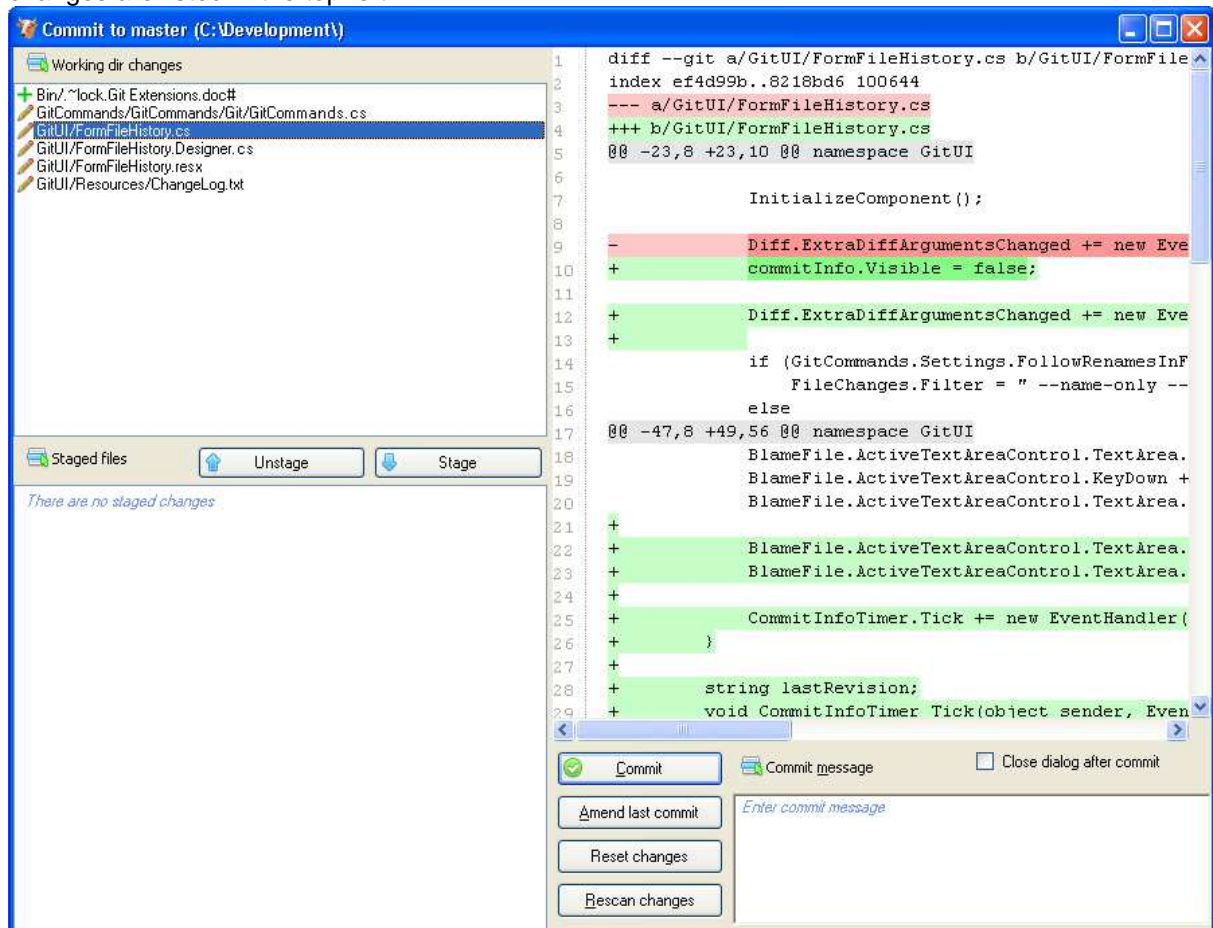 Commit to master (C:\Development\)
Working dir changes
Bin/.~lock.Git Extensions.doc#
GitCommands/GitCommands/Git/GitCommands.cs
GitUI/FormFileHistory.cs
GitUI/FormFileHistory.Designer.cs
GitUI/FormFileHistory.resx
GitUI/Resources/ChangeLog.txt
Staged files
Unstage
Stage
There are no staged changes
1 diff --git a/GitUI/FormFileHistory.cs b/GitUI/FormFile
2 index ef4d99b..8218bd6 100644
3 --- a/GitUI/FormFileHistory.cs
4 +++ b/GitUI/FormFileHistory.cs
5 @@ -23,8 +23,10 @@ namespace GitUI
6
7 InitializeComponent();
8
9 - Diff.ExtraDiffArgumentsChanged += new Eve
10 + commitInfo.Visible = false;
11
12 + Diff.ExtraDiffArgumentsChanged += new Eve
13 +
14 if (GitCommands.Settings.FollowRenamesInF
15 FileChanges.Filter = " --name-only --
16 else
17 @@ -47,8 +49,56 @@ namespace GitUI
18 BlameFile.ActiveTextAreaControl.TextArea.
19 BlameFile.ActiveTextAreaControl.KeyDown +
20 BlameFile.ActiveTextAreaControl.TextArea.
21 +
22 + BlameFile.ActiveTextAreaControl.TextArea.
23 + BlameFile.ActiveTextAreaControl.TextArea.
24 +
25 + CommitInfoTimer.Tick += new EventHandler(
26 + }
27 +
28 + string lastRevision;
29 + void CommitInfoTimer_Tick(object sender, Even
Commit
Commit message
Close dialog after commit
Amend last commit
Enter commit message
Reset changes
Rescan changes